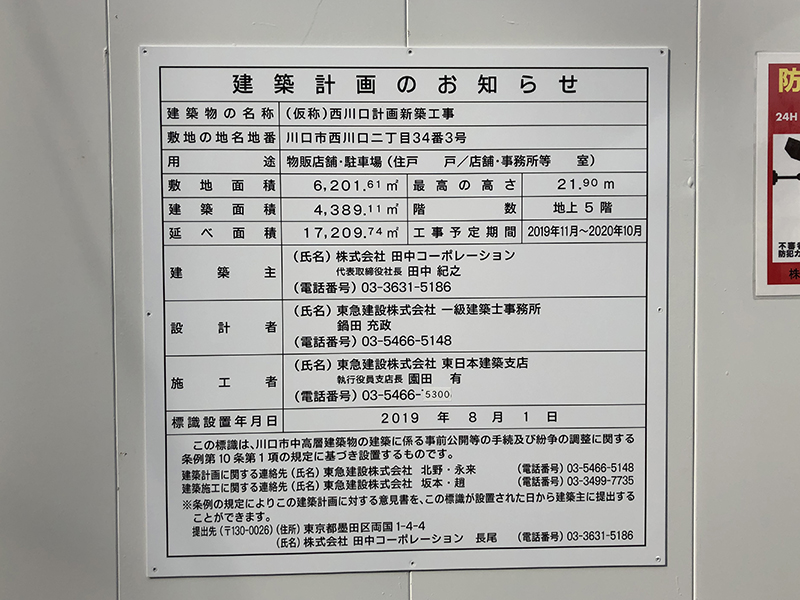 建築計画のお知らせ
建築物の名称 (仮称)西川口計画新築工事
敷地の地名地番 川口市西川口二丁目34番3号
用途 物販店舗・駐車場(住戸 戸/店舗・事務所等 室)
敷地面積 6,201.61㎡ 最高の高さ 21.90m
建築面積 4,389.11㎡ 階数 地上5階
延べ面積 17,209.74㎡ 工事予定期間 2019年11月~2020年10月
建築主
(氏名)株式会社 田中コーポレーション
代表取締役社長 田中 紀之
(電話番号)03-3631-5186
設計者
(氏名)東急建設株式会社 一級建築士事務所
鍋田 充政
(電話番号)03-5466-5148
施工者
(氏名)東急建設株式会社 東日本建築支店
執行役員支店長 園田 有
(電話番号)03-5466-5300
標識設置年月日 2019年8月1日
この標識は、川口市中高層建築物の建築に係る事前公開等の手続及び紛争の調整に関する
条例第10条第1項の規定に基づき設置するものです。
建築計画に関する連絡先(氏名)東急建設株式会社 北野・永来 (電話番号)03-5466-5148
建築施工に関する連絡先(氏名)東急建設株式会社 坂本・趙 (電話番号)03-3499-7735
※条例の規定によりこの建築計画に対する意見書を、この標識が設置された日から建築主に提出する
ことができます。
提出先(〒130-0026)(住所)東京都墨田区両国1-4-4
(氏名)株式会社 田中コーポレーション 長尾 (電話番号)03-3631-5186
防
24H
不審者
防犯カ
株